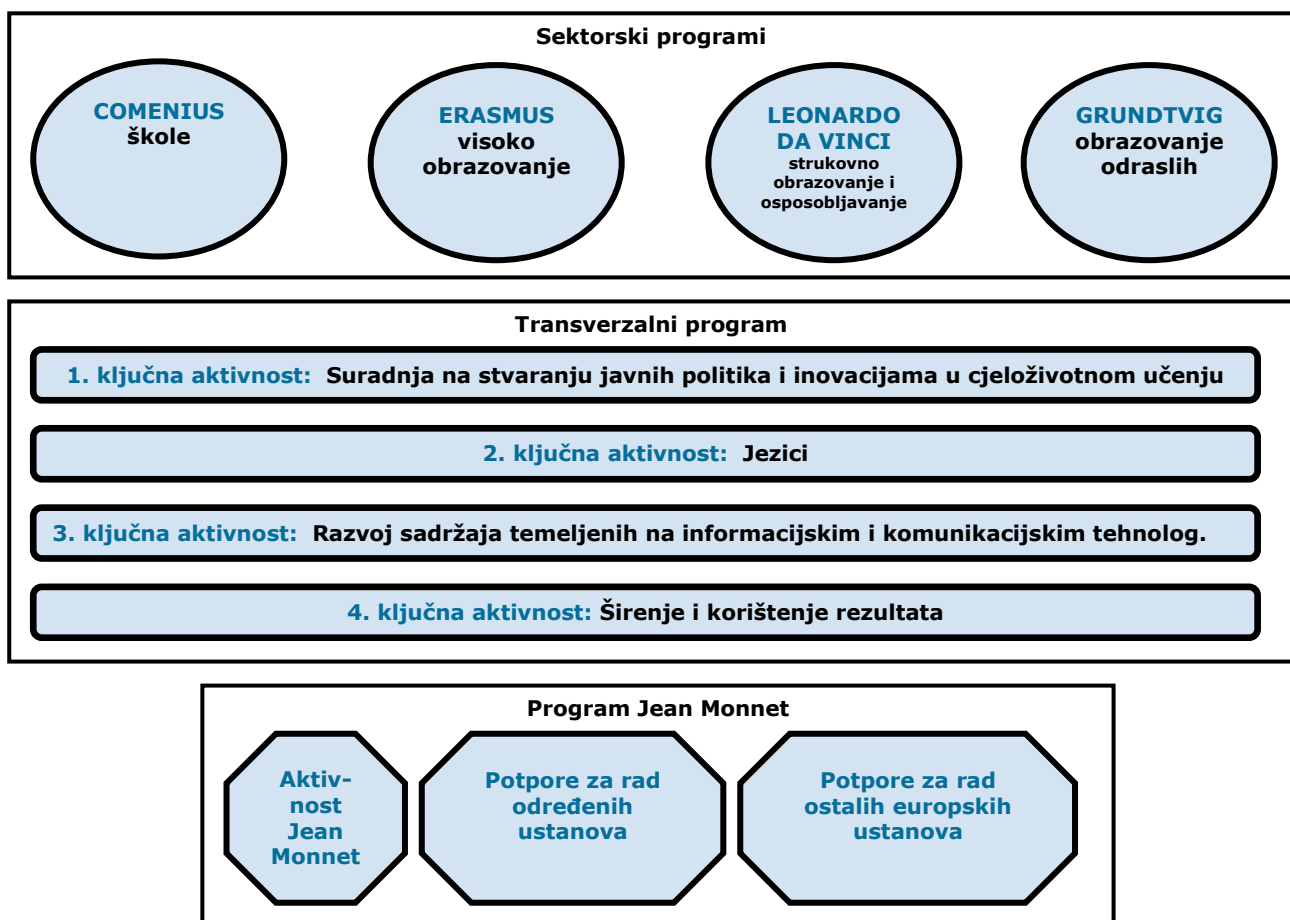 Sektorski programi
COMENIUS
škole
ERASMUS
visoko
obrazovanje
LEONARDO
DA VINCI
strukovno
obrazovanje i
osposobljavanje
GRUNDTVIG
obrazovanje
odraslih
Transverzalni program
1. ključna aktivnost: Suradnja na stvaranju javnih politika i inovacijama u cjeloživotnom učenju
2. ključna aktivnost: Jezici
3. ključna aktivnost: Razvoj sadržaja temeljenih na informacijskim i komunikacijskim tehnolog.
4. ključna aktivnost: Širenje i korištenje rezultata
Program Jean Monnet
Aktiv-
nost
Jean
Monnet
Potpore za rad
određenih
ustanova
Potpore za rad
ostalih europskih
ustanova